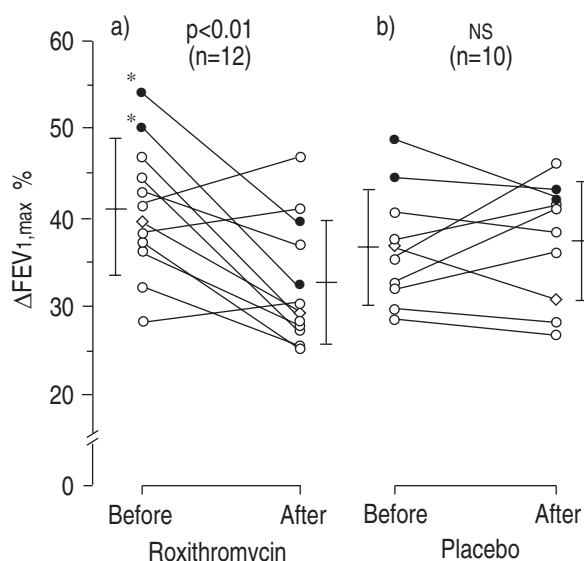 a) p<0.01
(n=12)
b) NS
(n=10)
60
50
40
30
20
0
ΔFEV1,max %
*
*
Before After
Roxithromycin
Before After
Placebo